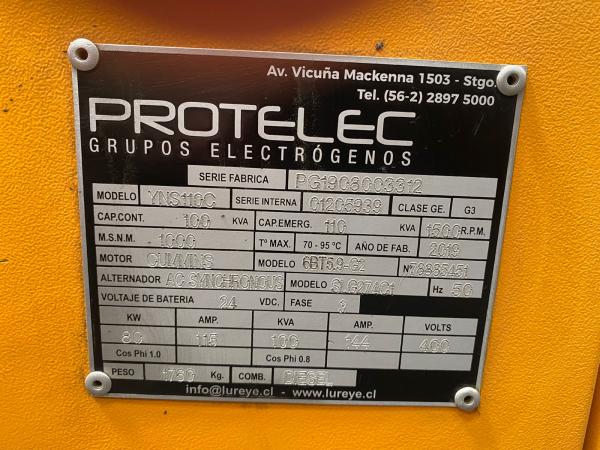 Av. Vicuña Mackenna 1503 - Stgo.
Tel. (56-2) 2897 5000
PROTELEC
GRUPOS ELECTRÓGENOS
SERIE FABRICA PG1908003312
MODELO YNS110C SERIE INTERNA 01205939 CLASE GE. G3
CAP.CONT. 100 KVA CAP.EMERG. 110 KVA 1500 R.P.M.
M.S.N.M. 1000 Tº MAX. 70 - 95ºC AÑO DE FAB. 2019
MOTOR CUMMINS MODELO 6BT5.9-G2 Nº
ALTERNADOR AC SYNCHRONOUS MODELO Hz 50
VOLTAJE DE BATERIA 24 VDC. FASE 3
KW AMP. KVA AMP. VOLTS
80 115 100 144 400
Cos Phi 1.0 Cos Phi 0.8
PESO 1780 Kg. COMB. DIESEL
info@lureye.cl - www.lureye.cl